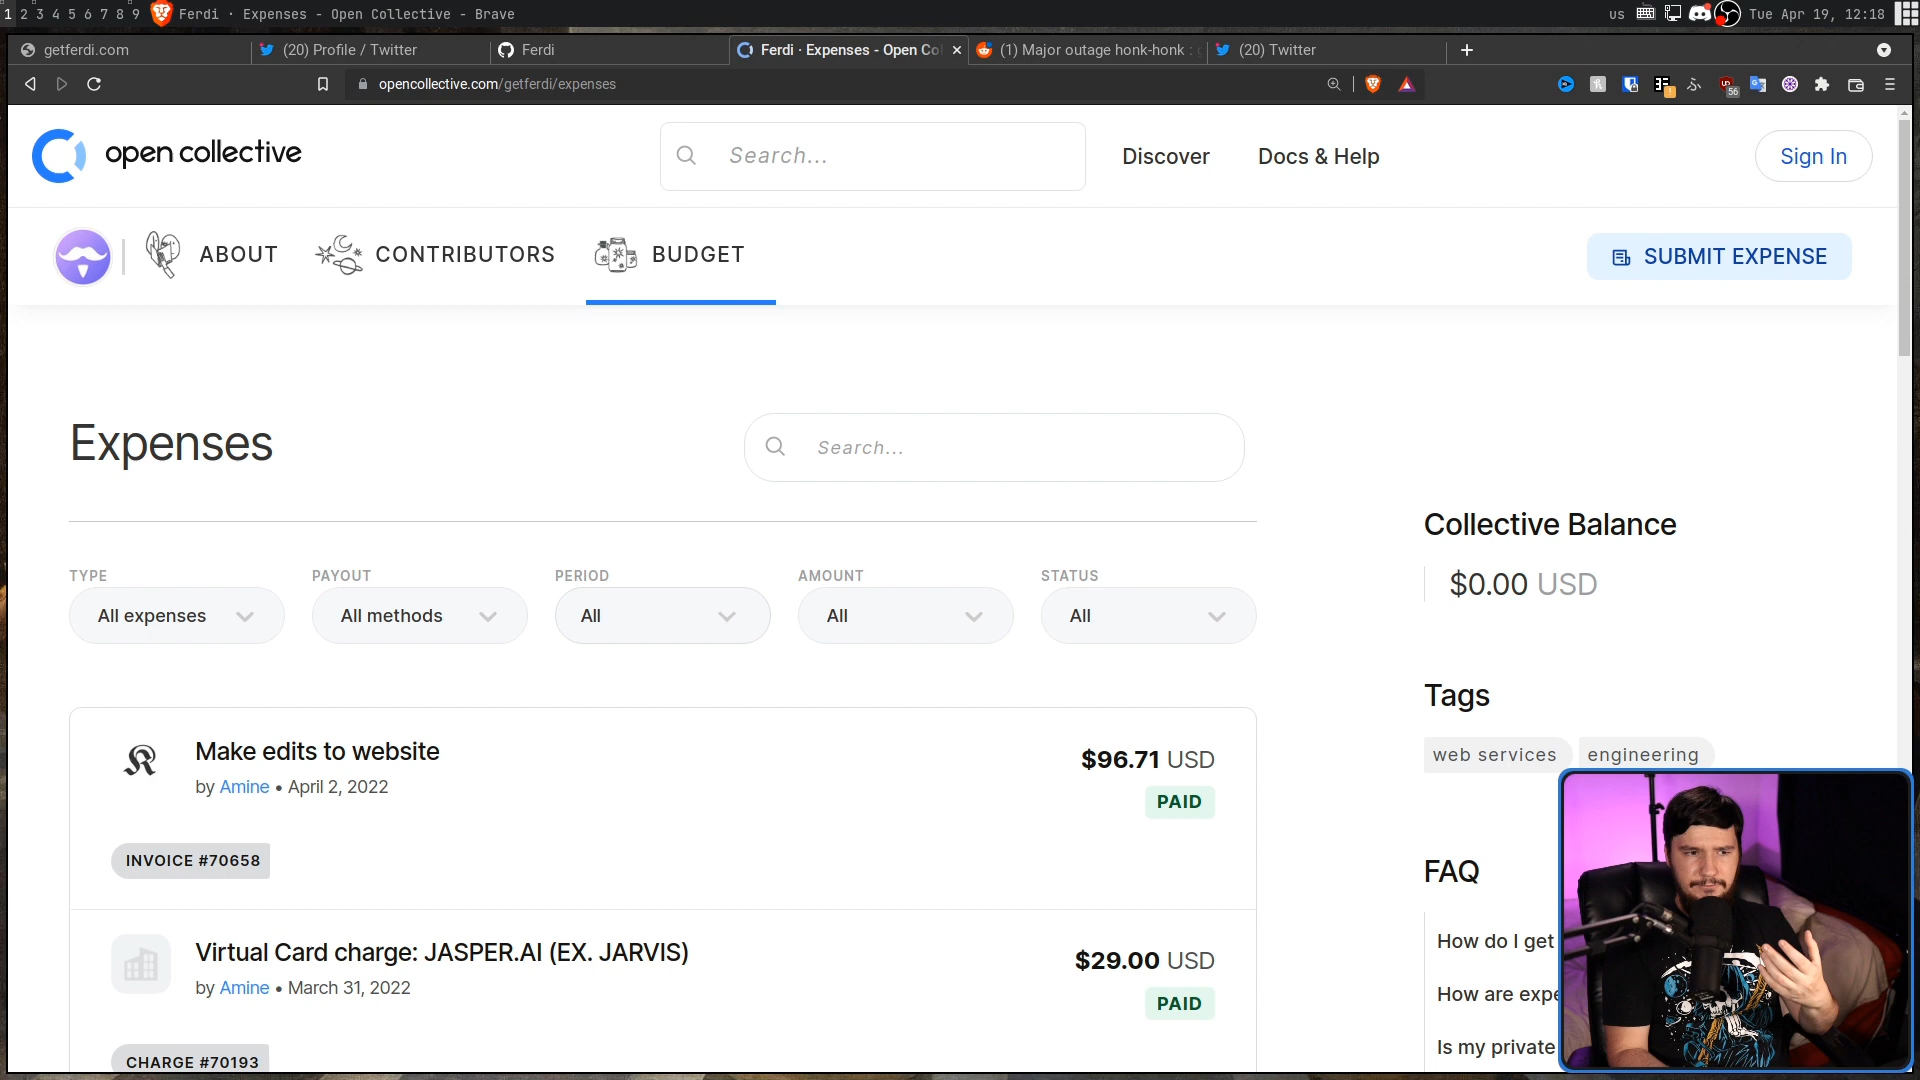 1 2 3 4 5 6 7 8 9 Ferdi · Expenses - Open Collective - Brave us Tue Apr 19, 12:18
getferdi.com (20) Profile / Twitter Ferdi Ferdi · Expenses - Open Co (1) Major outage honk-honk : (20) Twitter
opencollective.com/getferdi/expenses 56
open collective Search... Discover Docs & Help Sign In
ABOUT CONTRIBUTORS BUDGET SUBMIT EXPENSE
Expenses Search...
Collective Balance
$0.00 USD
TYPE PAYOUT PERIOD AMOUNT STATUS
All expenses All methods All All All
Tags
web services engineering
Make edits to website $96.71 USD
by Amine • April 2, 2022 PAID
INVOICE #70658
FAQ
How do I get
How are expe
Is my private
Virtual Card charge: JASPER.AI (EX. JARVIS) $29.00 USD
by Amine • March 31, 2022 PAID
CHARGE #70193